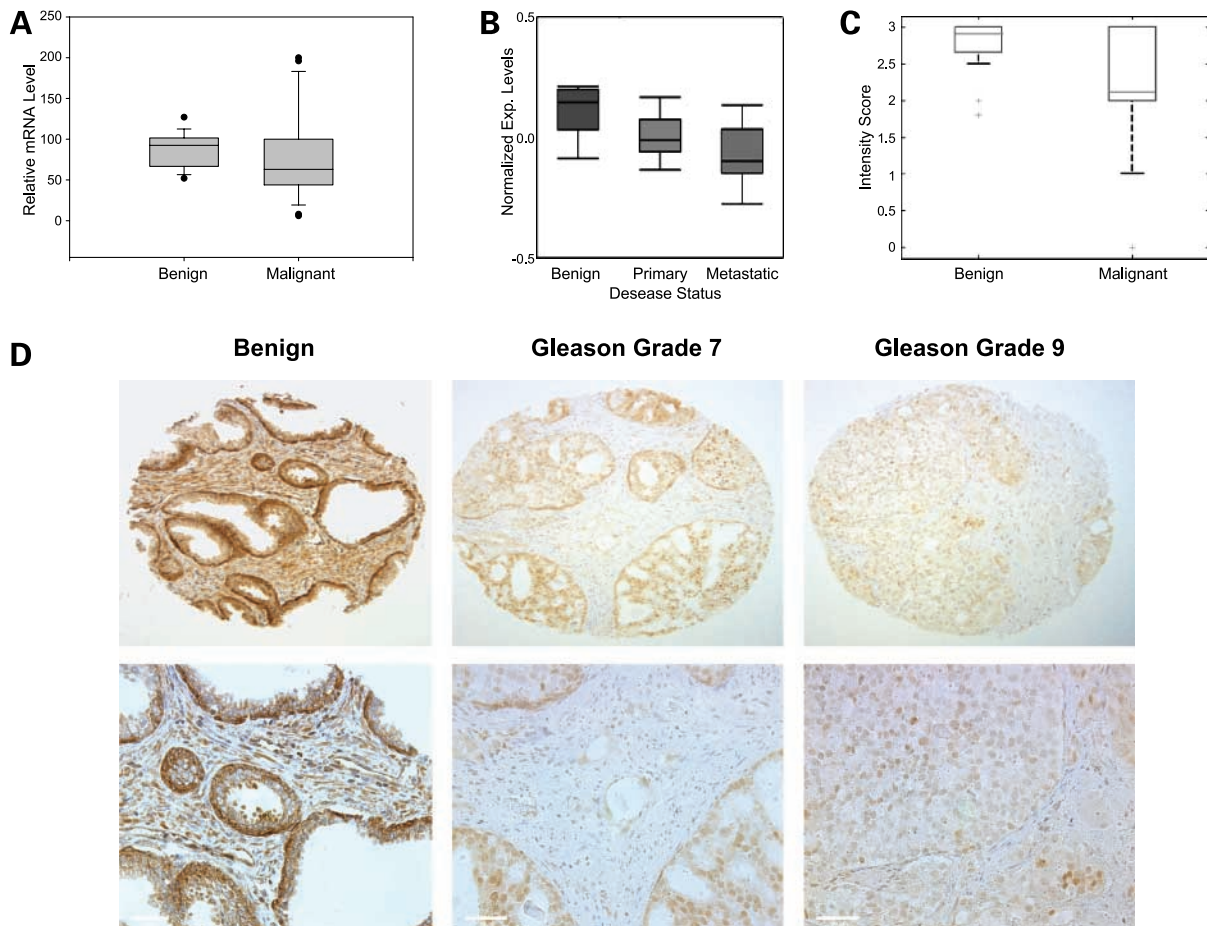 A
250
200
150
100
50
0
Relative mRNA Level
Benign Malignant
B
0.5
0.0
-0.5
Normalized Exp. Levels
Benign Primary Metastatic
Desease Status
C
3
2.5
2
1.5
1
0.5
0
Intensity Score
Benign Malignant
D
Benign Gleason Grade 7 Gleason Grade 9